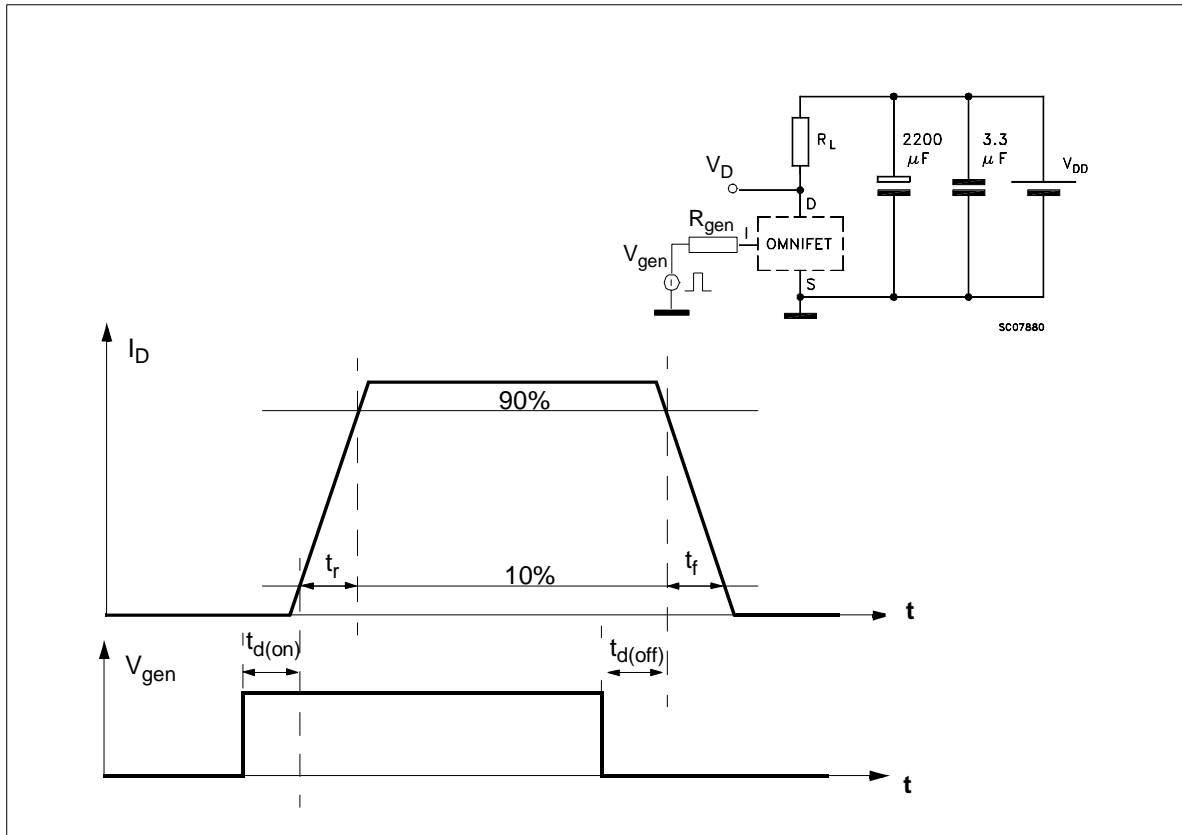 R_L
2200
μF
3.3
μF
V_DD
V_D
D
R_gen
I
OMNIFET
V_gen
S
SC07880
I_D
90%
t_r
10%
t_f
t
t_d(on)
t_d(off)
V_gen
t